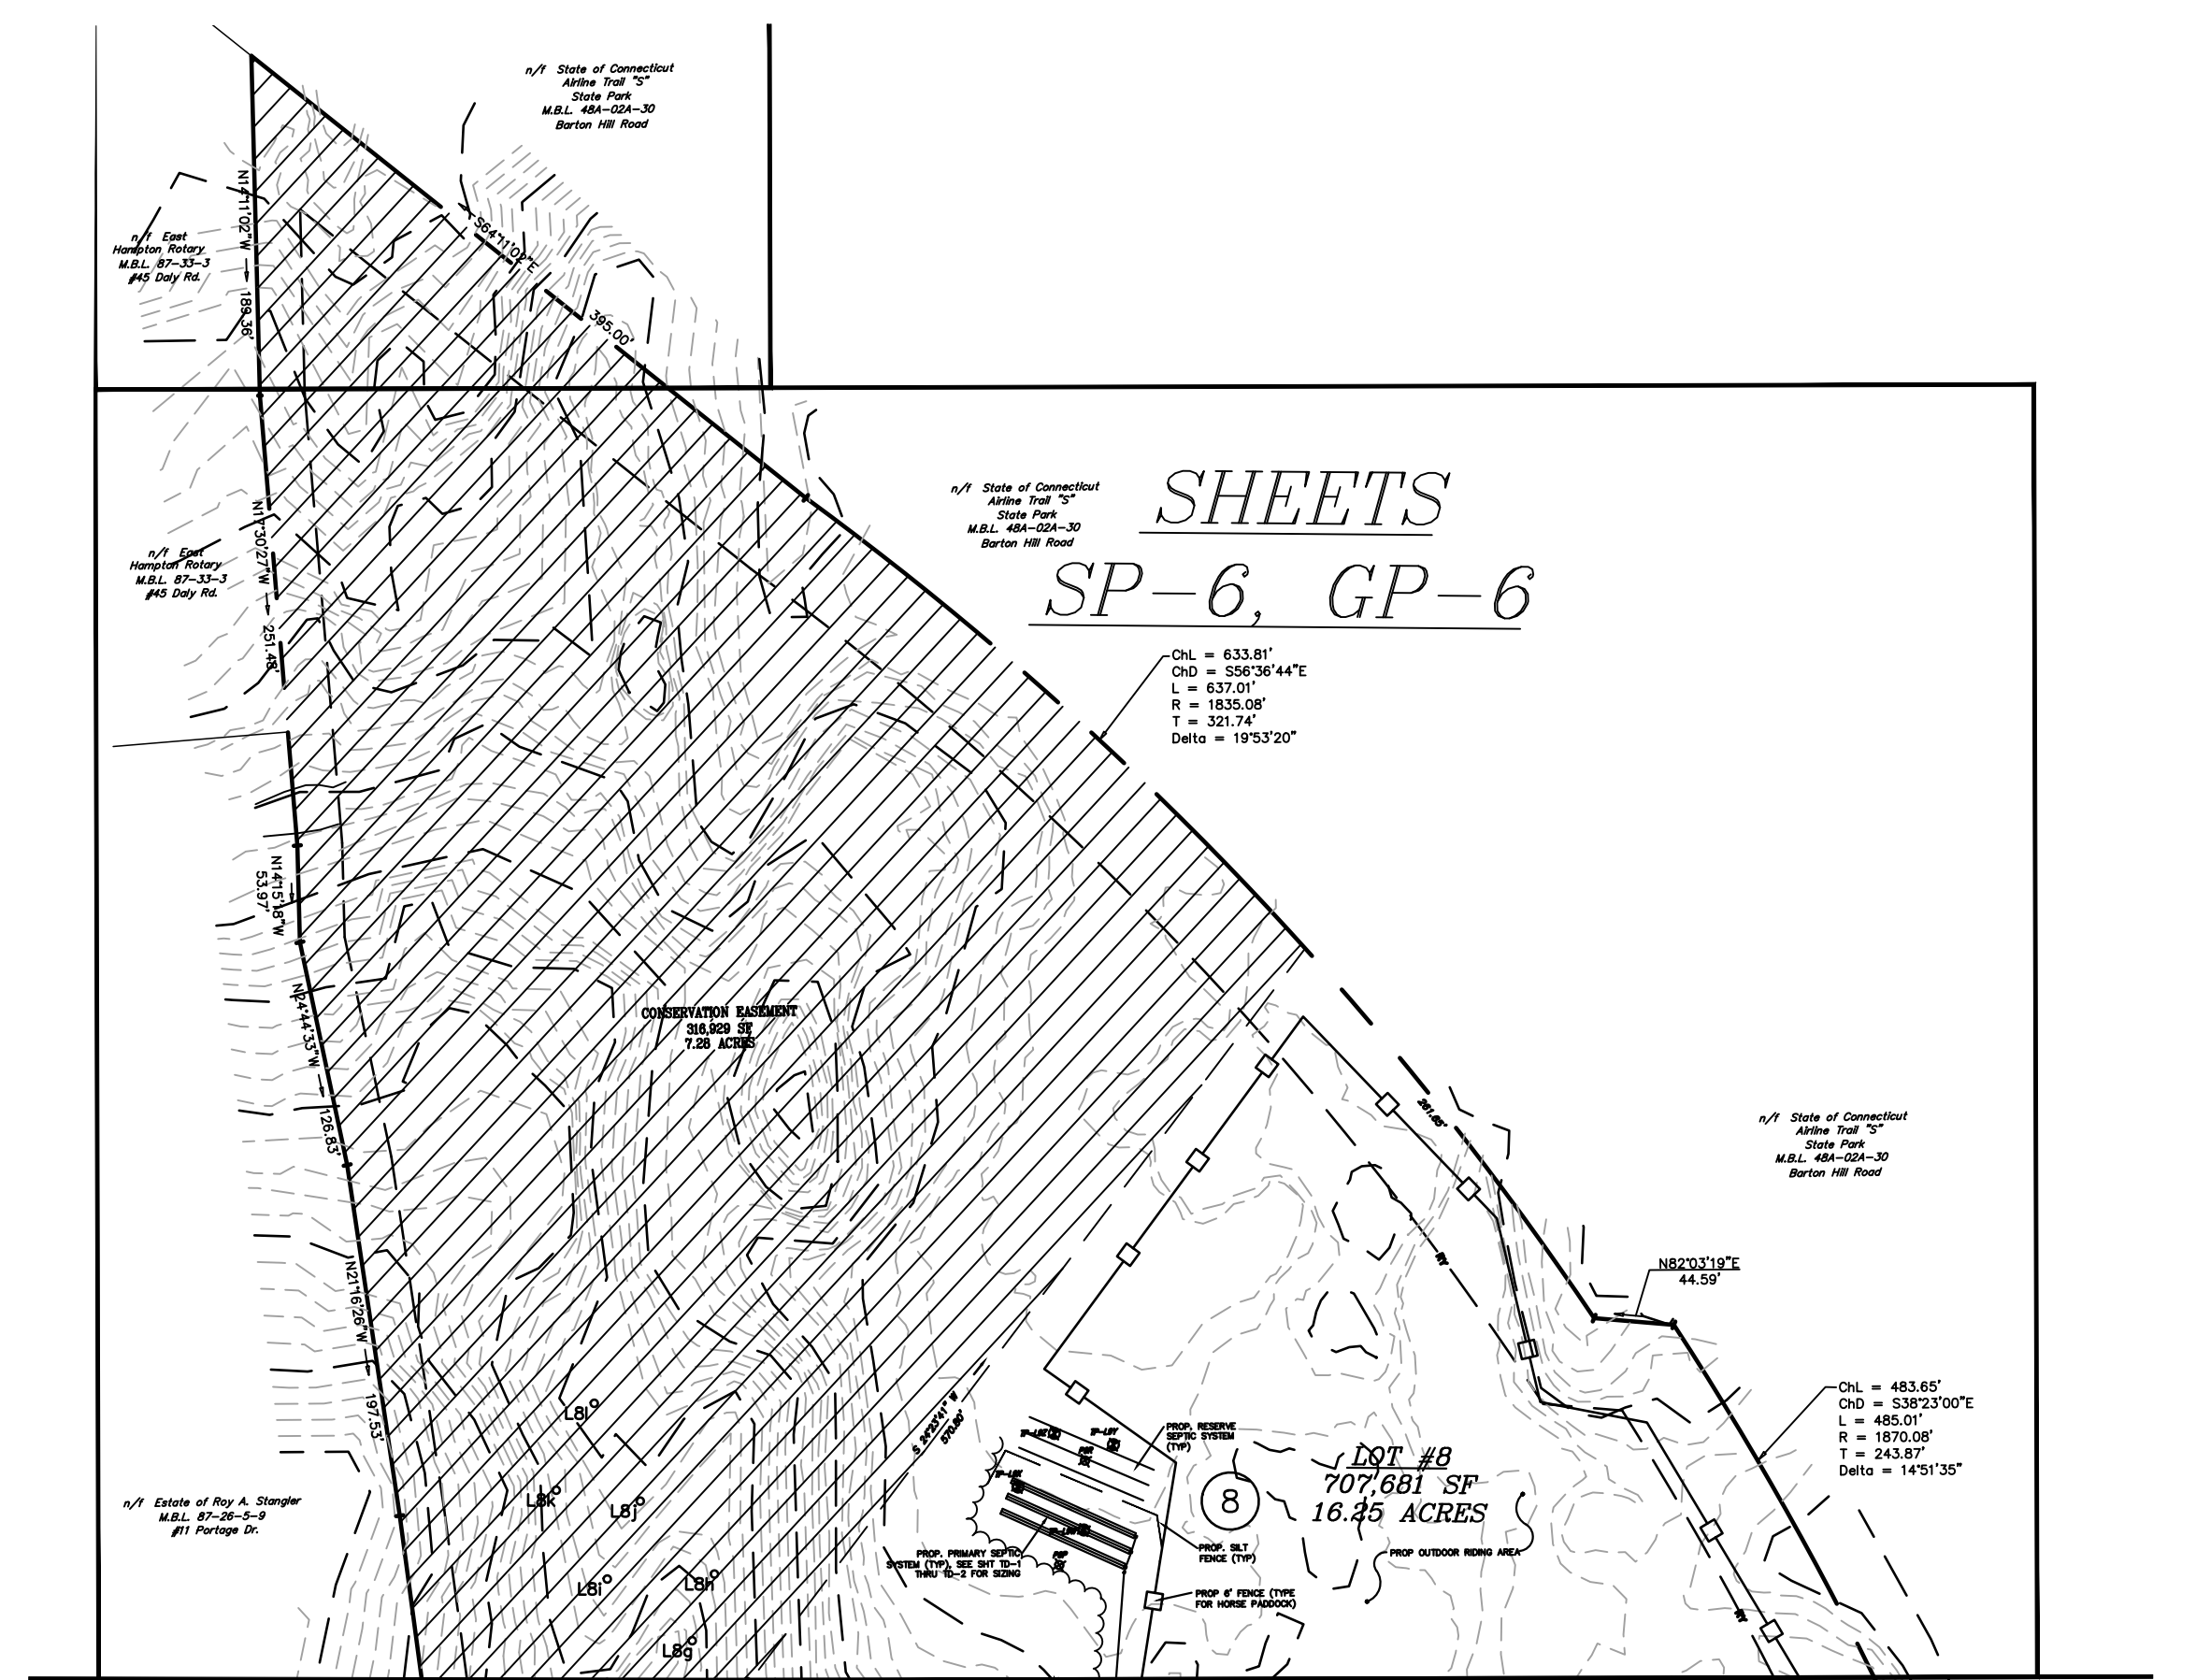 n/f State of Connecticut
Airline Trail "S"
State Park
M.B.L. 48A-02A-30
Barton Hill Road
N14°11'02"W
189.36'
n/f East
Hampton Rotary
M.B.L. 87-33-3
#45 Daly Rd.
S64°11'02"E
395.00'
n/f State of Connecticut
Airline Trail "S"
State Park
M.B.L. 48A-02A-30
Barton Hill Road
SHEETS
SP-6, GP-6
N17°30'27"W
251.48'
n/f East
Hampton Rotary
M.B.L. 87-33-3
#45 Daly Rd.
ChL = 633.81'
ChD = S56°36'44"E
L = 637.01'
R = 1835.08'
T = 321.74'
Delta = 19°53'20"
N14°15'18"W
53.97'
N24°44'33"W
126.83'
CONSERVATION EASEMENT
316,929 SF
7.28 ACRES
261.65'
n/f State of Connecticut
Airline Trail "S"
State Park
M.B.L. 48A-02A-30
Barton Hill Road
N21°16'26"W
197.53'
N82°03'19"E
44.59'
ChL = 483.65'
ChD = S38°23'00"E
L = 485.01'
R = 1870.08'
T = 243.87'
Delta = 14°51'35"
S 24°23'41" W
570.80'
L8l
L8k
L8j
L8i
L8h
L8g
PROP. RESERVE
SEPTIC SYSTEM
(TYP)
LOT #8
707,681 SF
16.25 ACRES
8
n/f Estate of Roy A. Stangler
M.B.L. 87-26-5-9
#11 Portage Dr.
PROP. PRIMARY SEPTIC
SYSTEM (TYP), SEE SHT TD-1
THRU TD-2 FOR SIZING
PROP. SILT
FENCE (TYP)
PROP OUTDOOR RIDING AREA
PROP 6' FENCE (TYPE
FOR HORSE PADDOCK)